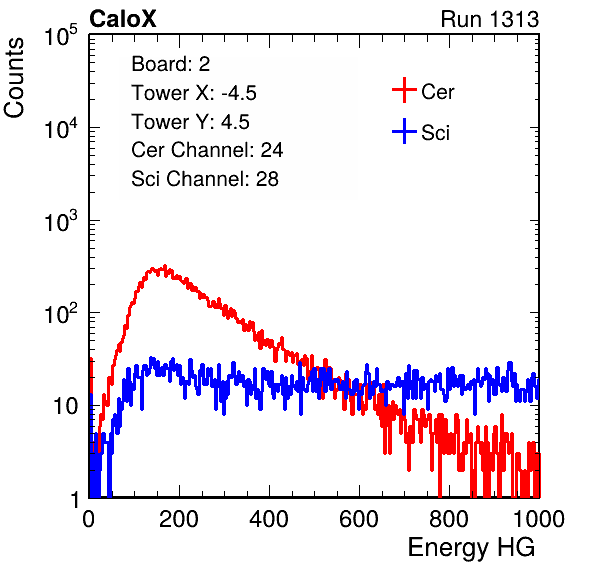 CaloX Run 1313
Counts
Board: 2
Tower X: -4.5
Tower Y: 4.5
Cer Channel: 24
Sci Channel: 28
Cer
Sci
10^5
10^4
10^3
10^2
10
1
0 200 400 600 800 1000
Energy HG